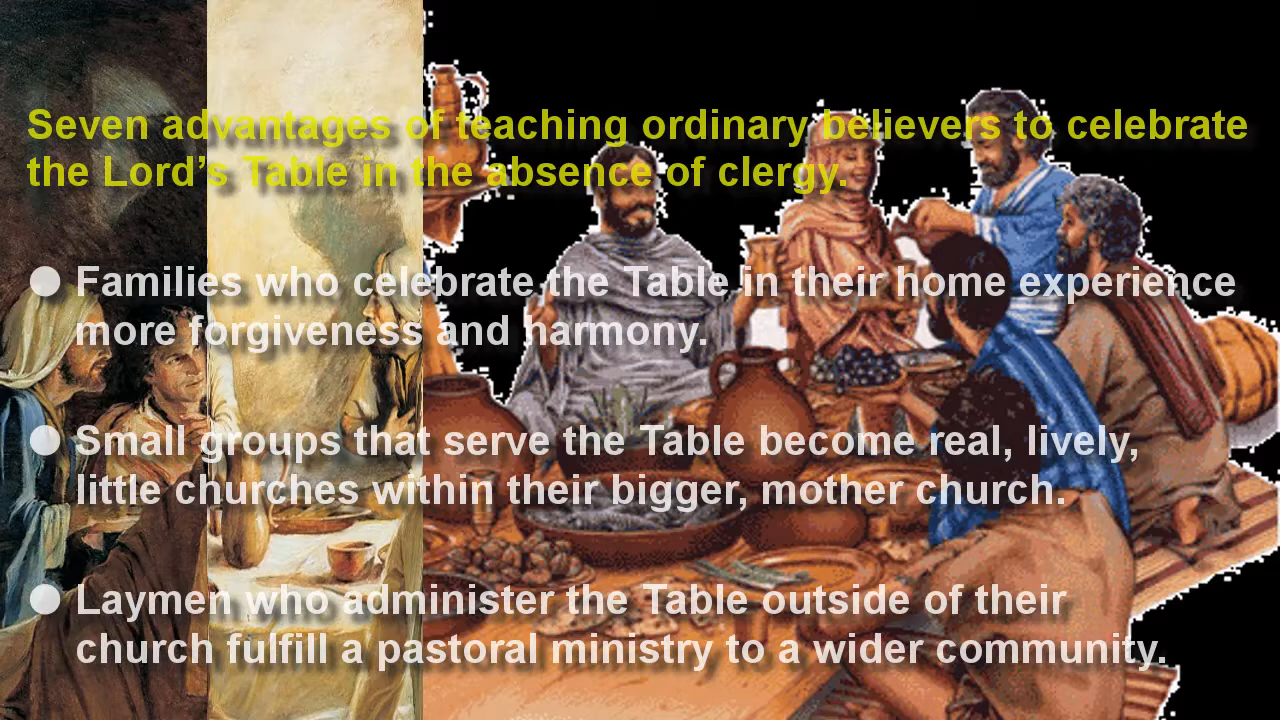 Seven advantages of teaching ordinary believers to celebrate
the Lord’s Table in the absence of clergy.
● Families who celebrate the Table in their home experience
more forgiveness and harmony.
● Small groups that serve the Table become real, lively,
little churches within their bigger, mother church.
● Laymen who administer the Table outside of their
church fulfill a pastoral ministry to a wider community.